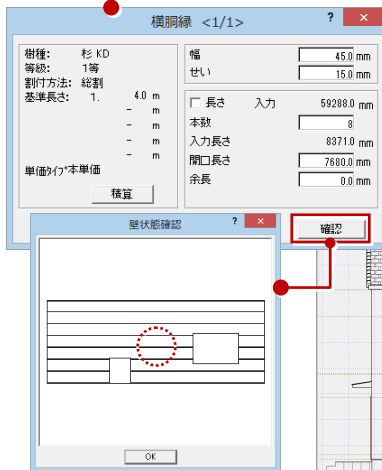 横胴縁 <1/1>
? ×
樹種: 杉 KD
等級: 1等
割付方法: 総割
基準長さ: 1. 4.0 m
- m
- m
- m
単価ﾀｲﾌﾟ 本単価
積算
幅 45.0 mm
せい 15.0 mm
長さ 入力 59288.0 mm
本数 8
入力長さ 8371.0 mm
開口長さ 7680.0 mm
余長 0.0 mm
確認
壁状態確認
? ×
OK